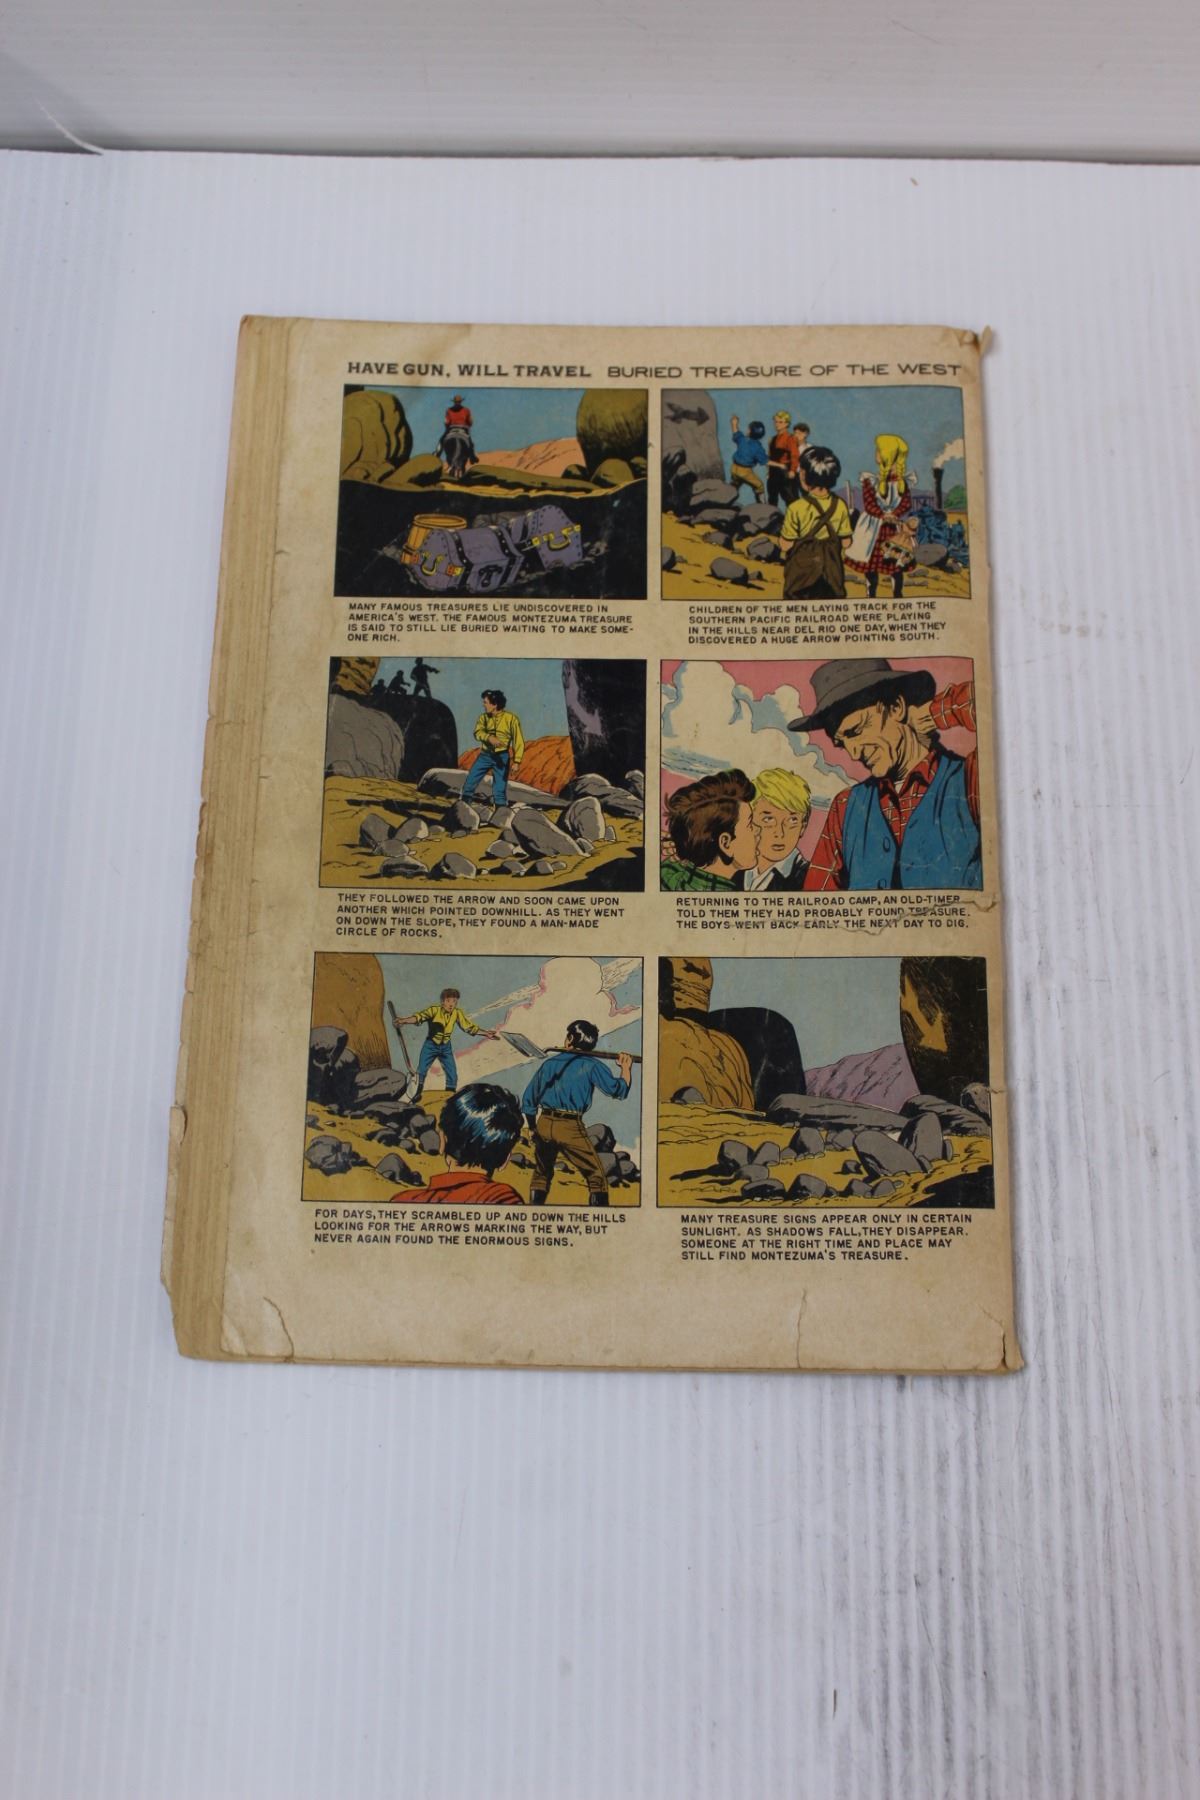 HAVE GUN, WILL TRAVEL BURIED TREASURE OF THE WEST
MANY FAMOUS TREASURES LIE UNDISCOVERED IN
AMERICA'S WEST. THE FAMOUS MONTEZUMA TREASURE
IS SAID TO STILL LIE BURIED WAITING TO MAKE SOME-
ONE RICH.
CHILDREN OF THE MEN LAYING TRACK FOR THE
SOUTHERN PACIFIC RAILROAD WERE PLAYING
IN THE HILLS NEAR DEL RIO ONE DAY, WHEN THEY
DISCOVERED A HUGE ARROW POINTING SOUTH.
THEY FOLLOWED THE ARROW AND SOON CAME UPON
ANOTHER WHICH POINTED DOWNHILL. AS THEY WENT
ON DOWN THE SLOPE, THEY FOUND A MAN-MADE
CIRCLE OF ROCKS.
RETURNING TO THE RAILROAD CAMP, AN OLD-TIMER
TOLD THEM THEY HAD PROBABLY FOUND TREASURE.
THE BOYS WENT BACK EARLY THE NEXT DAY TO DIG.
FOR DAYS, THEY SCRAMBLED UP AND DOWN THE HILLS
LOOKING FOR THE ARROWS MARKING THE WAY, BUT
NEVER AGAIN FOUND THE ENORMOUS SIGNS.
MANY TREASURE SIGNS APPEAR ONLY IN CERTAIN
SUNLIGHT. AS SHADOWS FALL, THEY DISAPPEAR.
SOMEONE AT THE RIGHT TIME AND PLACE MAY
STILL FIND MONTEZUMA'S TREASURE.